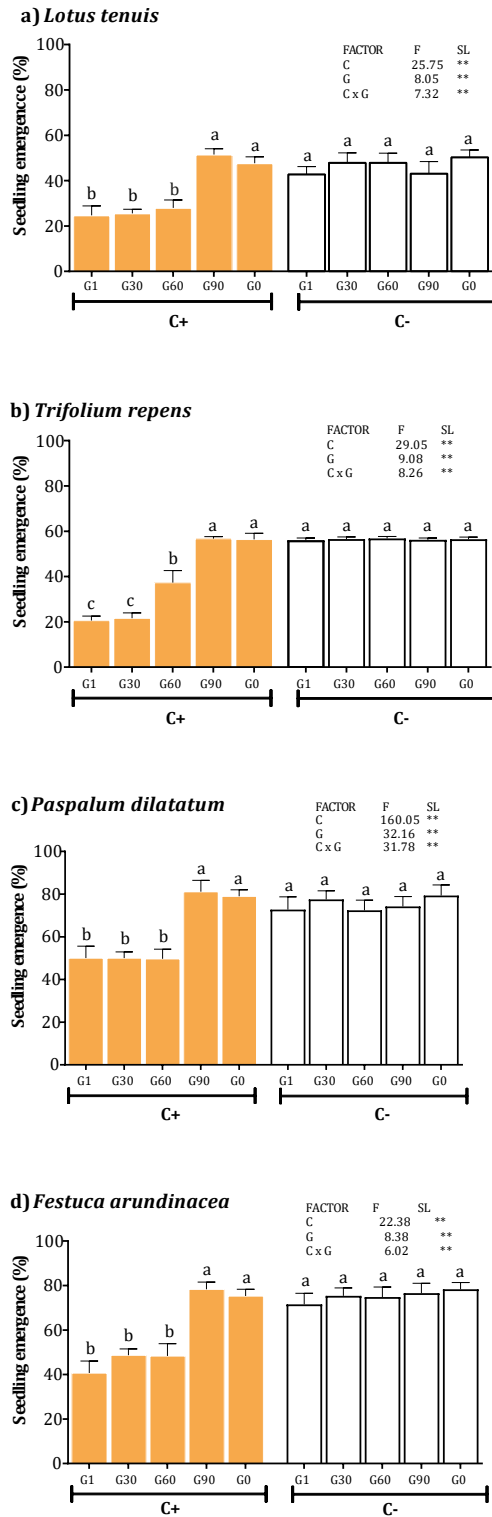 a) Lotus tenuis
FACTOR F SL
C 25.75 **
G 8.05 **
C x G 7.32 **
Seedling emergencce (%)
100
80
60
40
20
0
b b b a a a a a a a
G1 G30 G60 G90 G0 G1 G30 G60 G90 G0
C+ C-
b) Trifolium repens
FACTOR F SL
C 29.05 **
G 9.08 **
C x G 8.26 **
Seedling emergence (%)
100
80
60
40
20
0
c c b a a a a a a a
G1 G30 G60 G90 G0 G1 G30 G60 G90 G0
C+ C-
c) Paspalum dilatatum
FACTOR F SL
C 160.05 **
G 32.16 **
C x G 31.78 **
Seedling emergence (%)
100
80
60
40
20
0
b b b a a a a a a a
G1 G30 G60 G90 G0 G1 G30 G60 G90 G0
C+ C-
d) Festuca arundinacea
FACTOR F SL
C 22.38 **
G 8.38 **
C x G 6.02 **
Seedling emergence (%)
100
80
60
40
20
0
b b b a a a a a a a
G1 G30 G60 G90 G0 G1 G30 G60 G90 G0
C+ C-